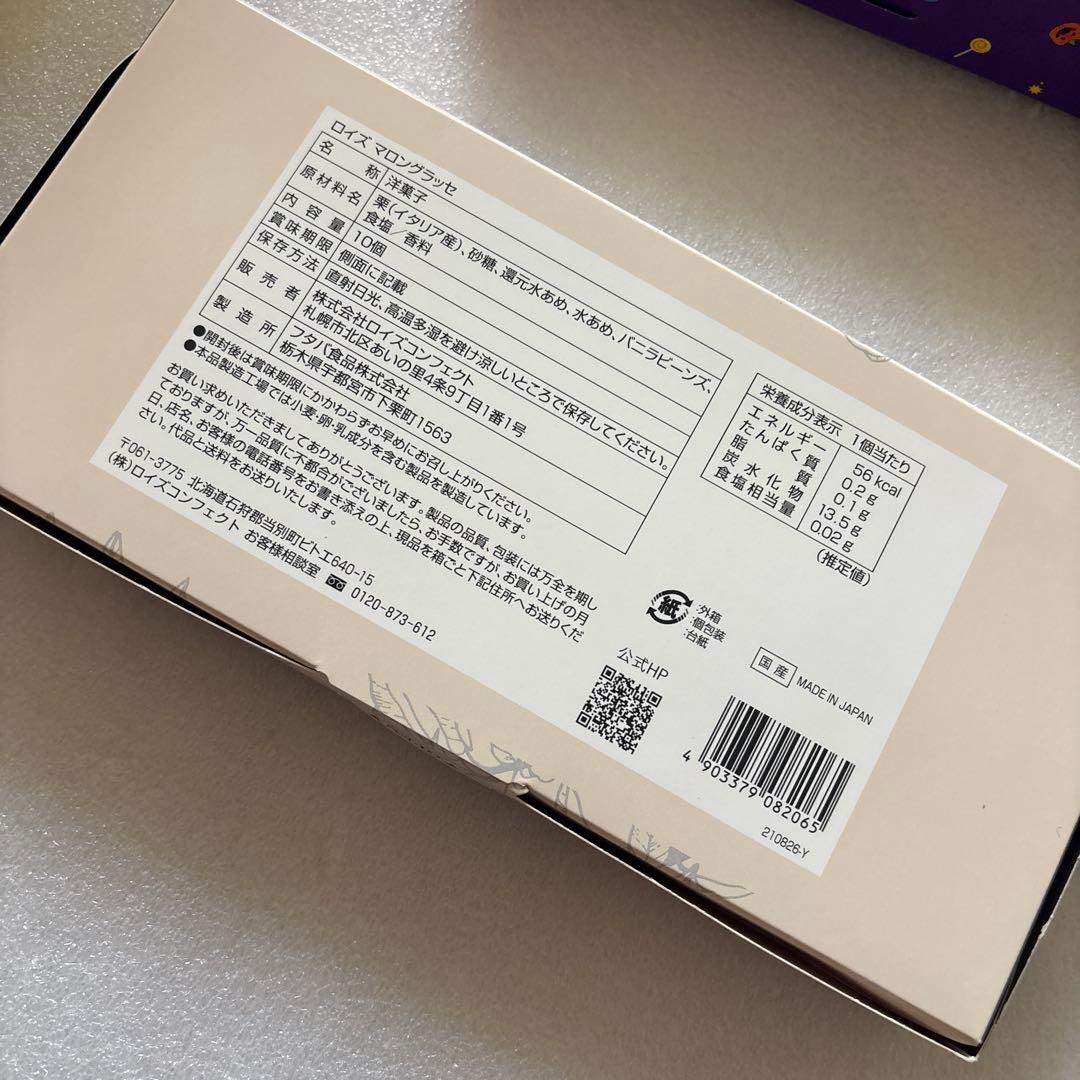 ロイズ マロングラッセ
名称 洋菓子
原材料名 栗(イタリア産)、砂糖、還元水あめ、水あめ、バニラビーンズ、
食塩／香料
内容量 10個
賞味期限 側面に記載
保存方法 直射日光、高温多湿を避け涼しいところで保存してください。
販売者 株式会社ロイズコンフェクト
札幌市北区あいの里4条9丁目1番1号
製造所 フタバ食品株式会社
栃木県宇都宮市下栗町1563
●開封後は賞味期限にかかわらずお早めにお召し上がりください。
●本品製造工場では小麦・卵・乳成分を含む製品を製造しています。
お買い求めいただきましてありがとうございます。製品の品質、包装には万全を期し
ておりますが、万一品質に不都合がございましたら、お手数ですが、お買い上げの月
日、店名、お客様の電話番号をお書き添えの上、現品を箱ごと下記住所へお送りくだ
さい。代品と送料をお送りいたします。
〒061-3775 北海道石狩郡当別町ビトエ640-15
(株)ロイズコンフェクト お客様相談室 0120-873-612
栄養成分表示 1個当たり
エネルギー 56 kcal
たんぱく質 0.2 g
脂質 0.1 g
炭水化物 13.5 g
食塩相当量 0.02 g
(推定値)
紙 :外箱
:個包装
:台紙
公式HP
国産 MADE IN JAPAN
4 903379 082065
210826-Y